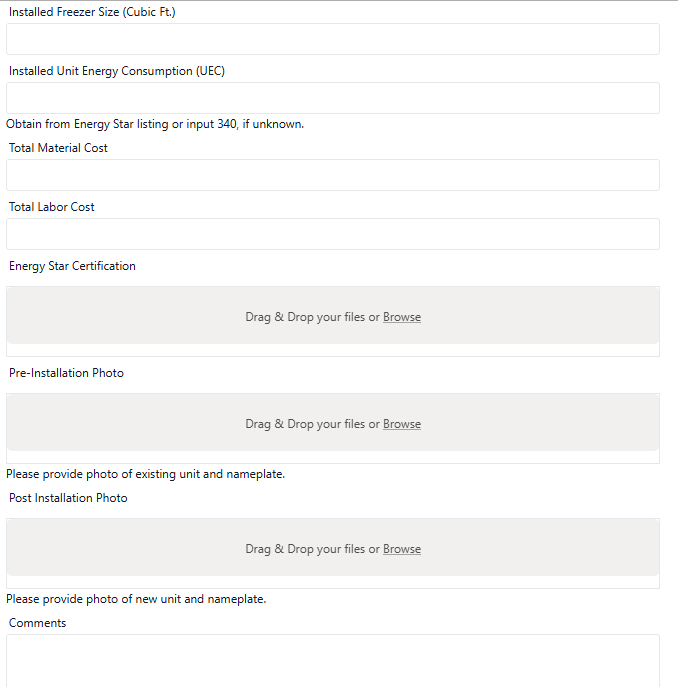 Installed Freezer Size (Cubic Ft.)
Installed Unit Energy Consumption (UEC)
Obtain from Energy Star listing or input 340, if unknown.
Total Material Cost
Total Labor Cost
Energy Star Certification
Drag & Drop your files or Browse
Pre-Installation Photo
Drag & Drop your files or Browse
Please provide photo of existing unit and nameplate.
Post Installation Photo
Drag & Drop your files or Browse
Please provide photo of new unit and nameplate.
Comments